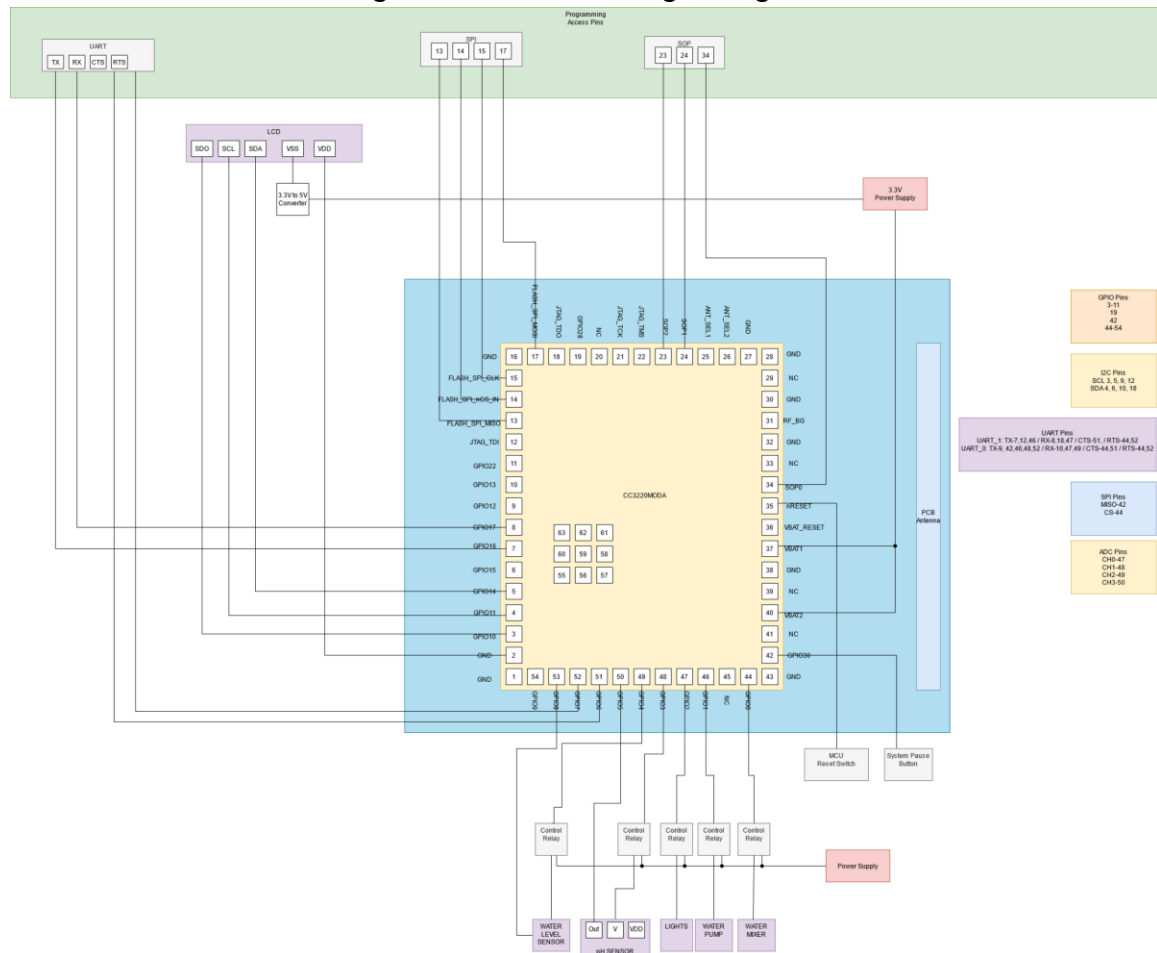 Programming
Access Pins
UART
TX RX CTS RTS
SPI
13 14 15 17
SOP
23 24 34
LCD
SDO SCL SDA VSS VDD
3.3V to 5V
Converter
3.3V
Power Supply
FLASH_SPI_MOSI
JTAG_TDO
GPIO28
NC
JTAG_TCK
JTAG_TMS
SOP2
SOP1
ANT_SEL1
ANT_SEL2
GND
GND 16 17 18 19 20 21 22 23 24 25 26 27 28 GND
FLASH_SPI_CLK 15 29 NC
FLASH_SPI_nCS_IN 14 30 GND
FLASH_SPI_MISO 13 31 RF_BG
JTAG_TDI 12 32 GND
GPIO22 11 33 NC
GPIO13 10 34 SOP0
CC3220MODA
GPIO12 9 35 nRESET
GPIO17 8 63 62 61 36 VBAT_RESET
GPIO16 7 60 59 58 37 VBAT1
GPIO15 6 55 56 57 38 GND
GPIO14 5 39 NC
GPIO11 4 40 VBAT2
GPIO10 3 41 NC
GND 2 42 GPIO30
GND 1 54 53 52 51 50 49 48 47 46 45 44 43 GND
GPIO9
GPIO8
GPIO7
GPIO6
GPIO5
GPIO4
GPIO3
GPIO2
GPIO1
NC
GPIO0
PCB
Antenna
GPIO Pins
3-11
19
42
44-54
I2C Pins
SCL 3, 5, 9, 12
SDA 4, 6, 10, 18
UART Pins
UART_1: TX-7,12,46 / RX-8,18,47 / CTS-51, / RTS-44,52
UART_0: TX-9, 42,46,48,52 / RX-10,47,49 / CTS-44,51 / RTS-44,52
SPI Pins
MISO-42
CS-44
ADC Pins
CH0-47
CH1-48
CH2-49
CH3-50
MCU
Reset Switch
System Pause
Button
Control
Relay
Control
Relay
Control
Relay
Control
Relay
Control
Relay
Power Supply
WATER
LEVEL
SENSOR
Out V VDD
pH SENSOR
LIGHTS
WATER
PUMP
WATER
MIXER